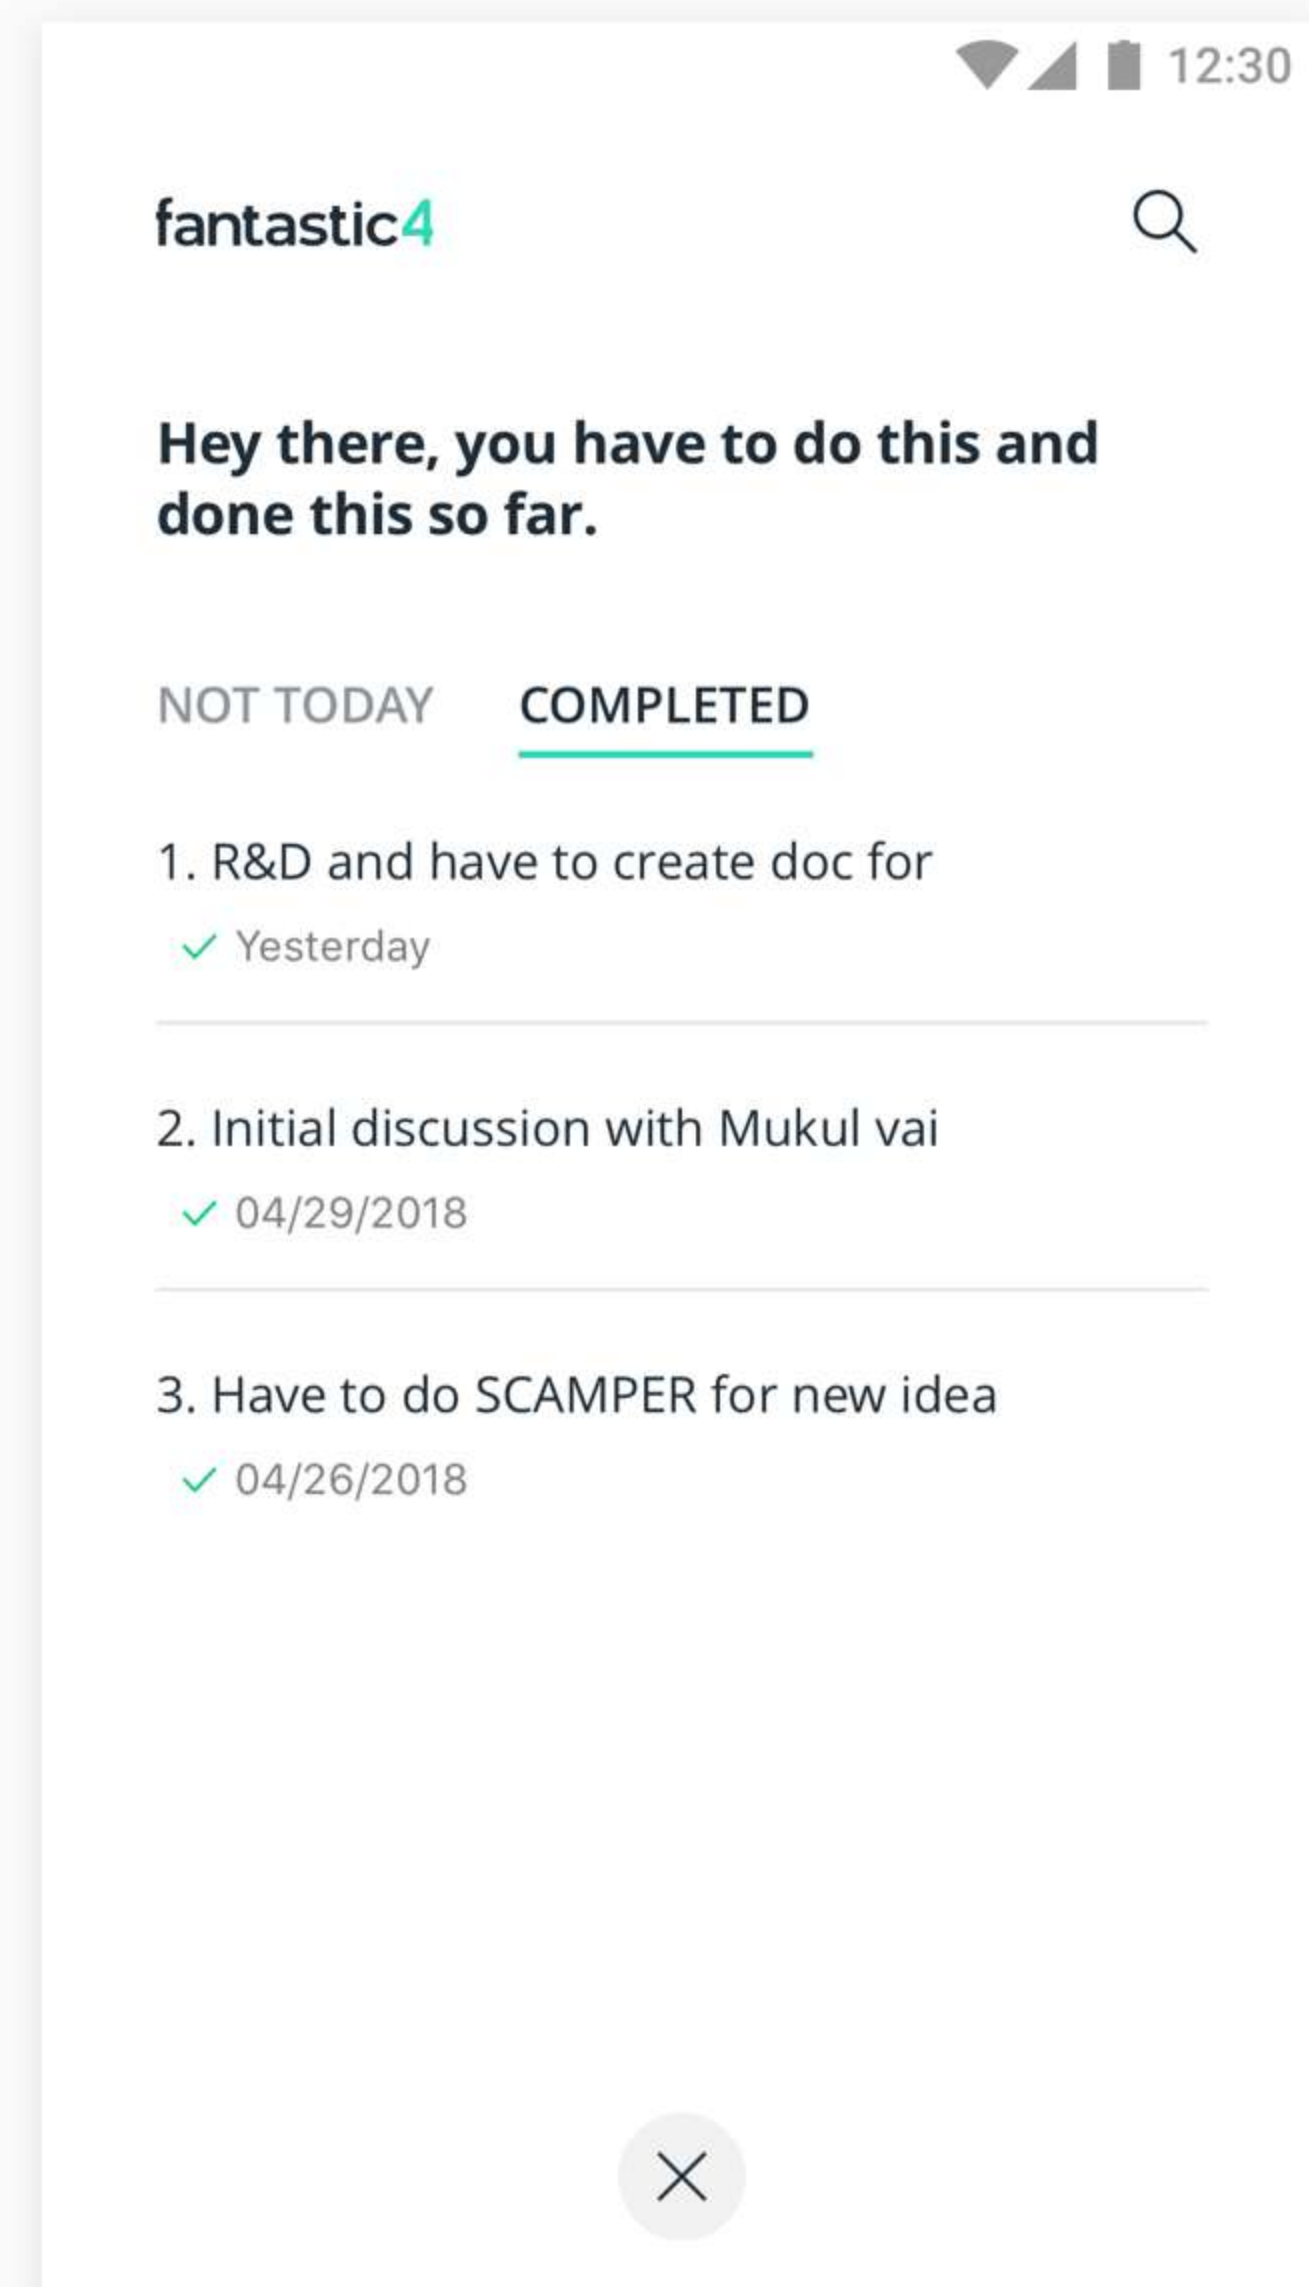 12:30
fantastic4
Hey there, you have to do this and
done this so far.
NOT TODAY COMPLETED
1. R&D and have to create doc for
Yesterday
2. Initial discussion with Mukul vai
04/29/2018
3. Have to do SCAMPER for new idea
04/26/2018